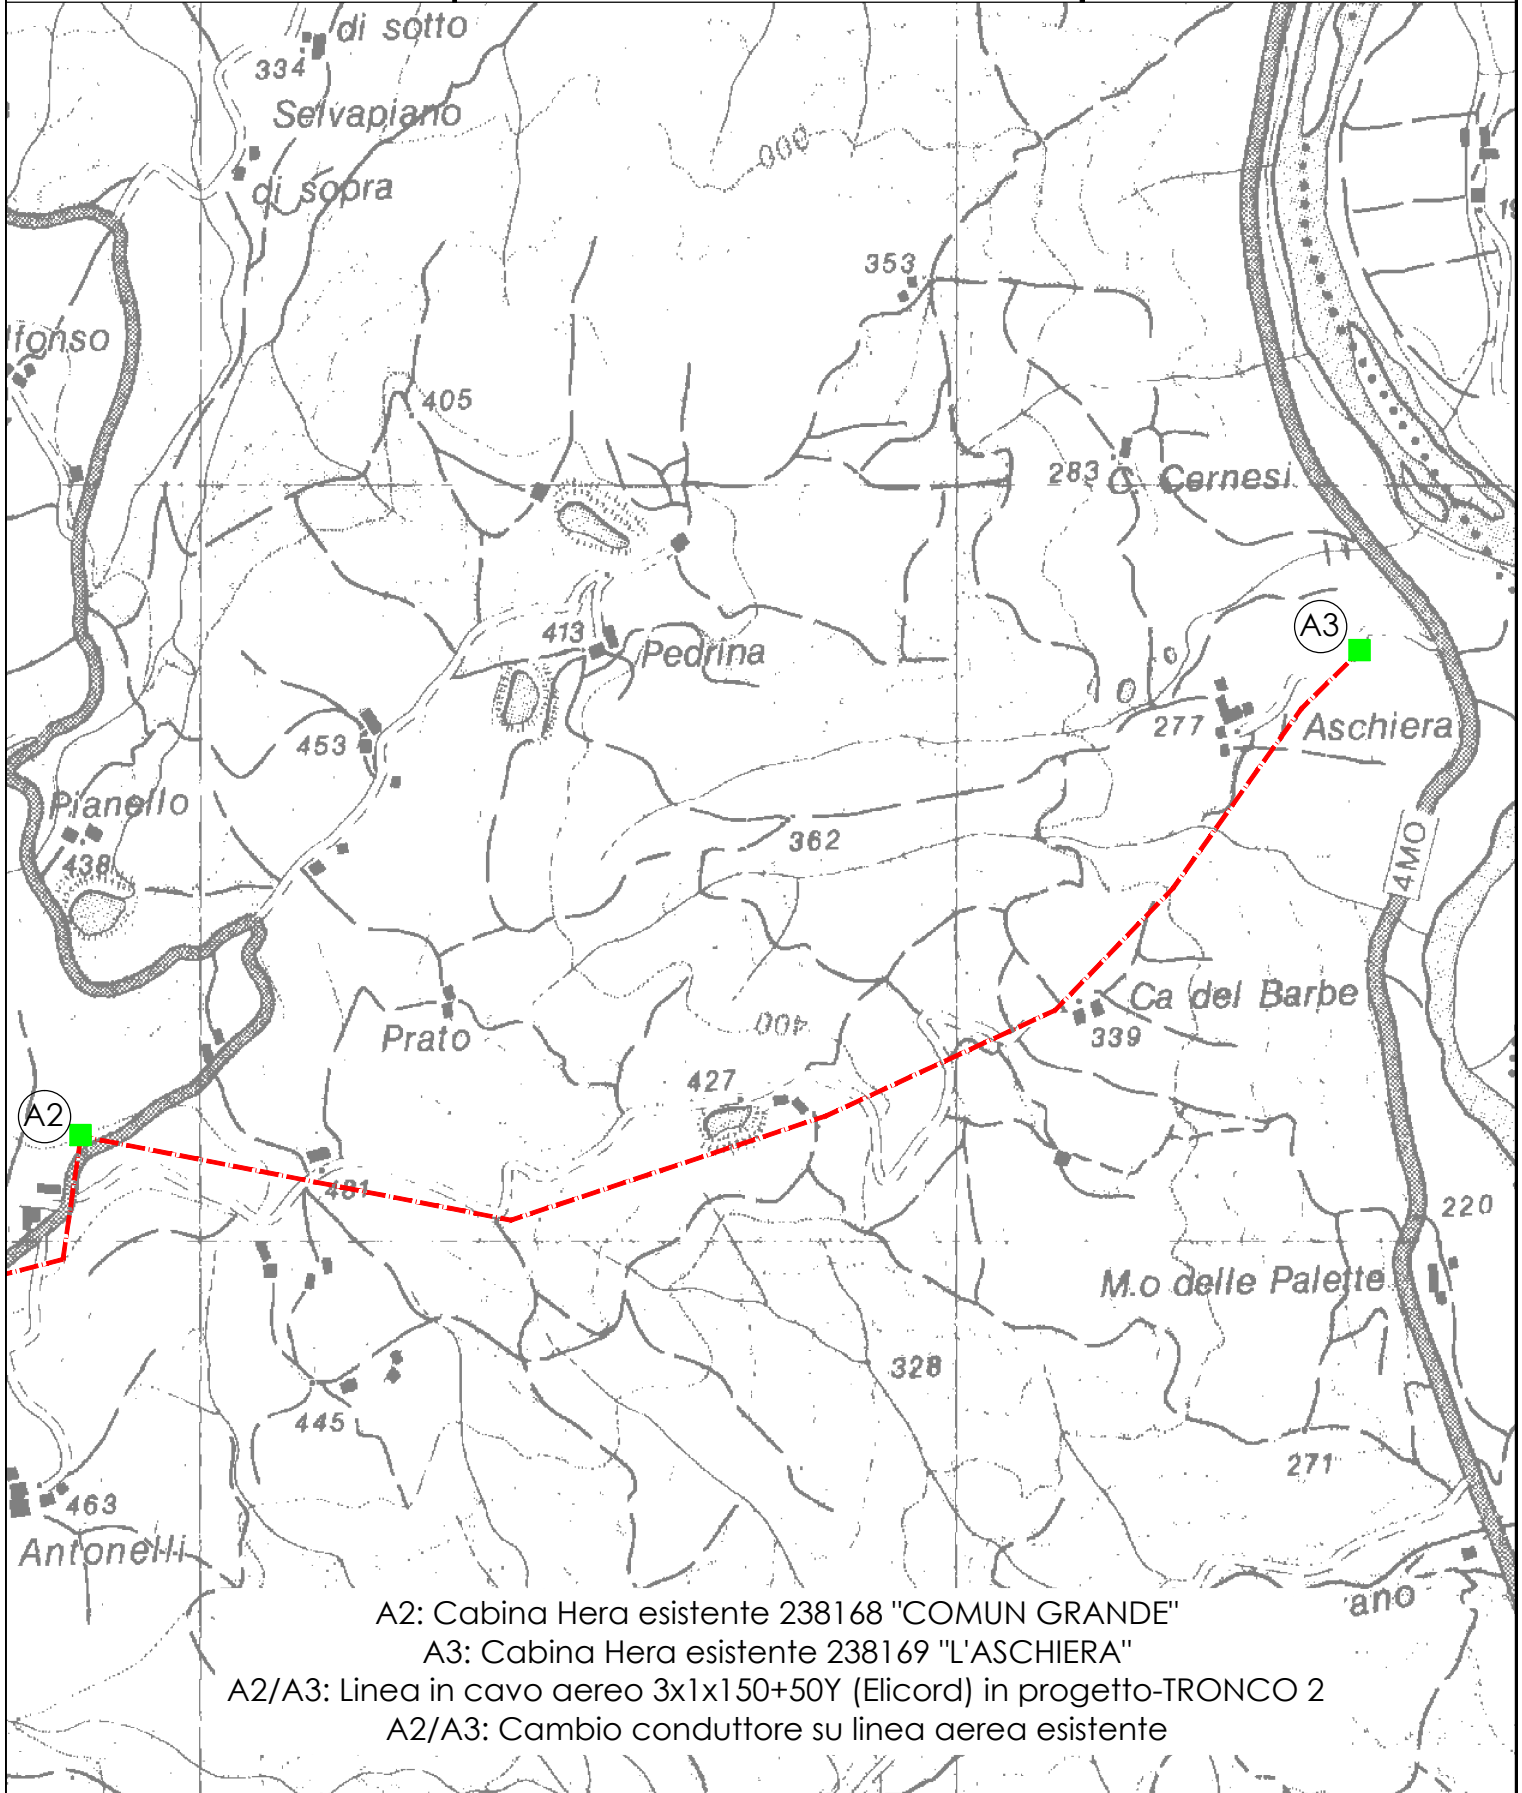 di sotto
334
Selvapiano
di sopra
353
lfonso
405
283 C. Cernesi
A3
413
Pedrina
277
L'Aschiera
453
Pianello
362
438
4MO
Ca del Barbe
Prato
400
339
427
A2
481
220
M.o delle Palette
328
445
271
463
Antonelli
ano
A2: Cabina Hera esistente 238168 "COMUN GRANDE"
A3: Cabina Hera esistente 238169 "L'ASCHIERA"
A2/A3: Linea in cavo aereo 3x1x150+50Y (Elicord) in progetto-TRONCO 2
A2/A3: Cambio conduttore su linea aerea esistente